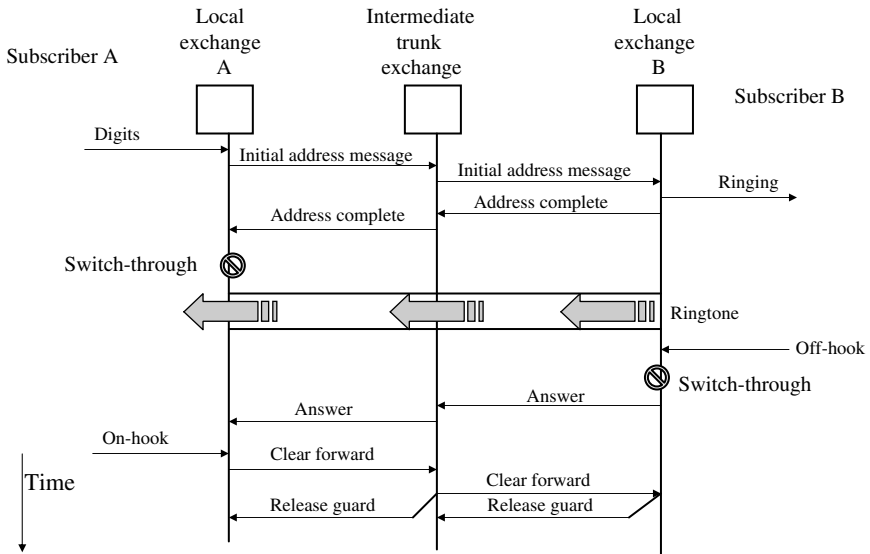 Local
exchange
A
Intermediate
trunk
exchange
Local
exchange
B
Subscriber A
Subscriber B
Digits
Initial address message
Initial address message
Ringing
Address complete
Address complete
Switch-through
Ringtone
Off-hook
Switch-through
Answer
Answer
On-hook
Clear forward
Time
Clear forward
Release guard
Release guard